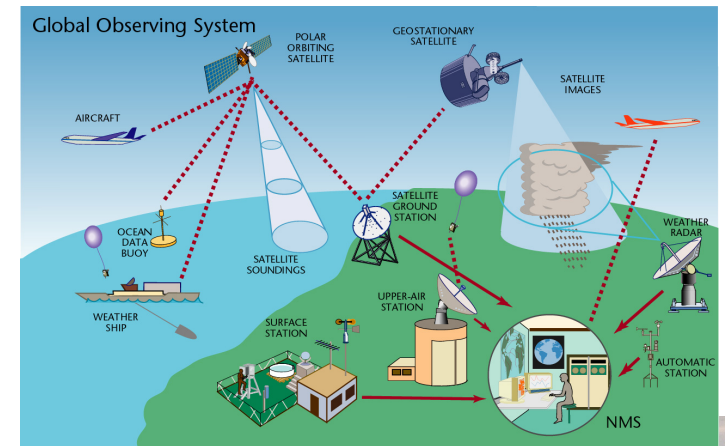 Global Observing System
POLAR
ORBITING
SATELLITE
GEOSTATIONARY
SATELLITE
SATELLITE
IMAGES
AIRCRAFT
OCEAN
DATA
BUOY
SATELLITE
SOUNDINGS
SATELLITE
GROUND
STATION
WEATHER
RADAR
WEATHER
SHIP
SURFACE
STATION
UPPER-AIR
STATION
AUTOMATIC
STATION
NMS